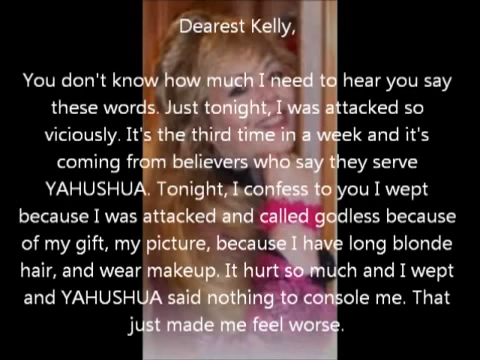 Dearest Kelly,
You don't know how much I need to hear you say
these words. Just tonight, I was attacked so
viciously. It's the third time in a week and it's
coming from believers who say they serve
YAHUSHUA. Tonight, I confess to you I wept
because I was attacked and called godless because
of my gift, my picture, because I have long blonde
hair, and wear makeup. It hurt so much and I wept
and YAHUSHUA said nothing to console me. That
just made me feel worse.